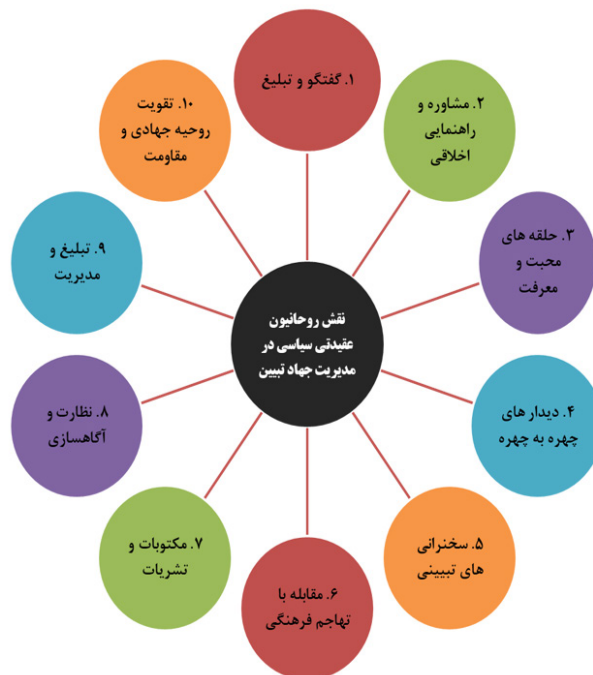 ۱. گفتگو و تبلیغ
۲. مشاوره و
راهنمایی
اخلاقی
۳. حلقه های
محبت و
معرفت
۴. دیدار های
چهره به چهره
۵. سخنرانی
های تبیینی
۶. مقابله با
تهاجم فرهنگی
۷. مکتوبات و
تشریات
۸. نظارت و
آگاهسازی
۹. تبلیغ و
مدیریت
۱۰. تقویت
روحیه جهادی و
مقاومت
نقش روحانیون
عقیدتی سیاسی در
مدیریت جهاد تبیین